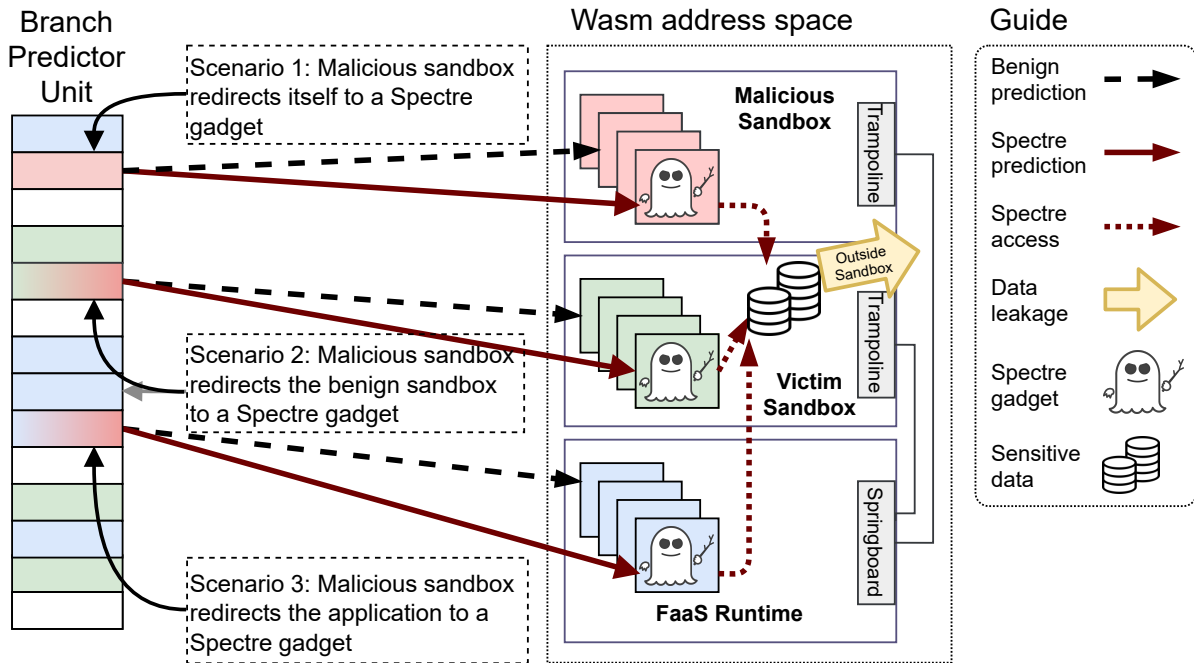 Branch
Predictor
Unit
Scenario 1: Malicious sandbox
redirects itself to a Spectre
gadget
Scenario 2: Malicious sandbox
redirects the benign sandbox
to a Spectre gadget
Scenario 3: Malicious sandbox
redirects the application to a
Spectre gadget
Wasm address space
Malicious
Sandbox
Trampoline
Outside
Sandbox
Victim
Sandbox
Trampoline
FaaS Runtime
Springboard
Guide
Benign
prediction
Spectre
prediction
Spectre
access
Data
leakage
Spectre
gadget
Sensitive
data